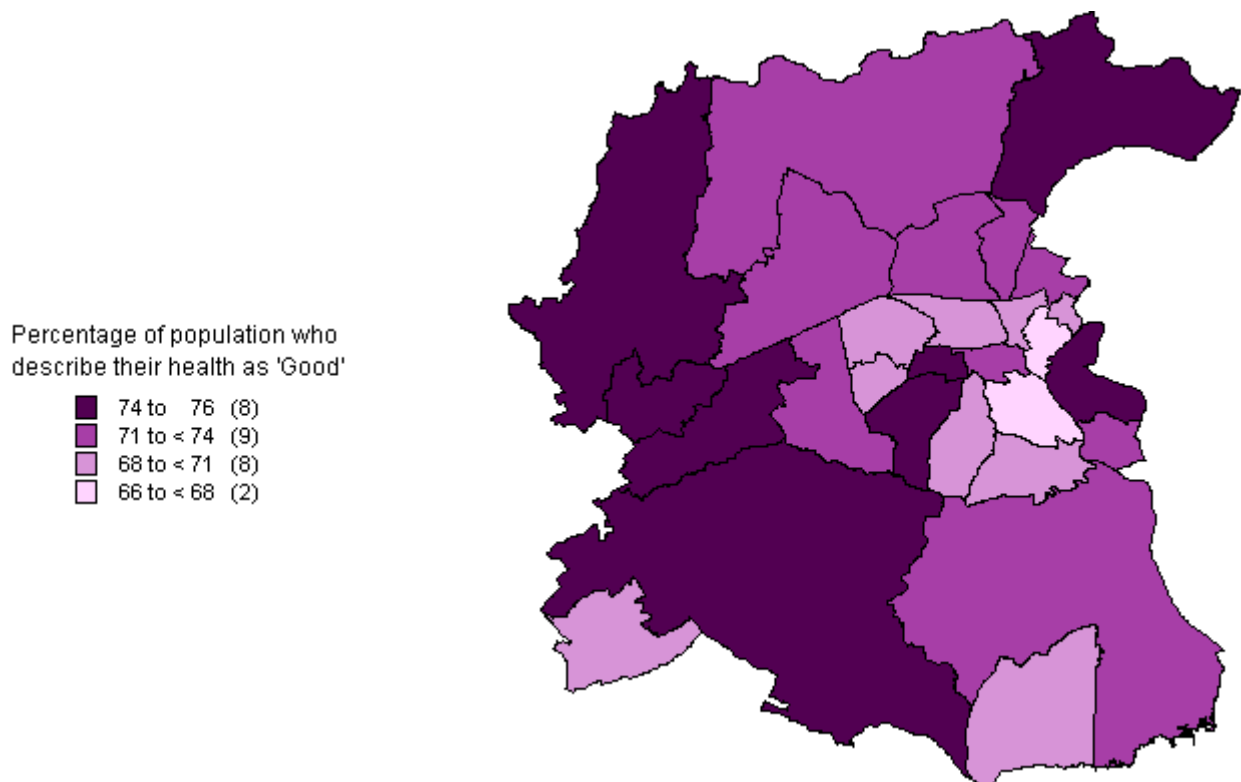 Percentage of population who
describe their health as 'Good'
74 to 76 (8)
71 to < 74 (9)
68 to < 71 (8)
66 to < 68 (2)